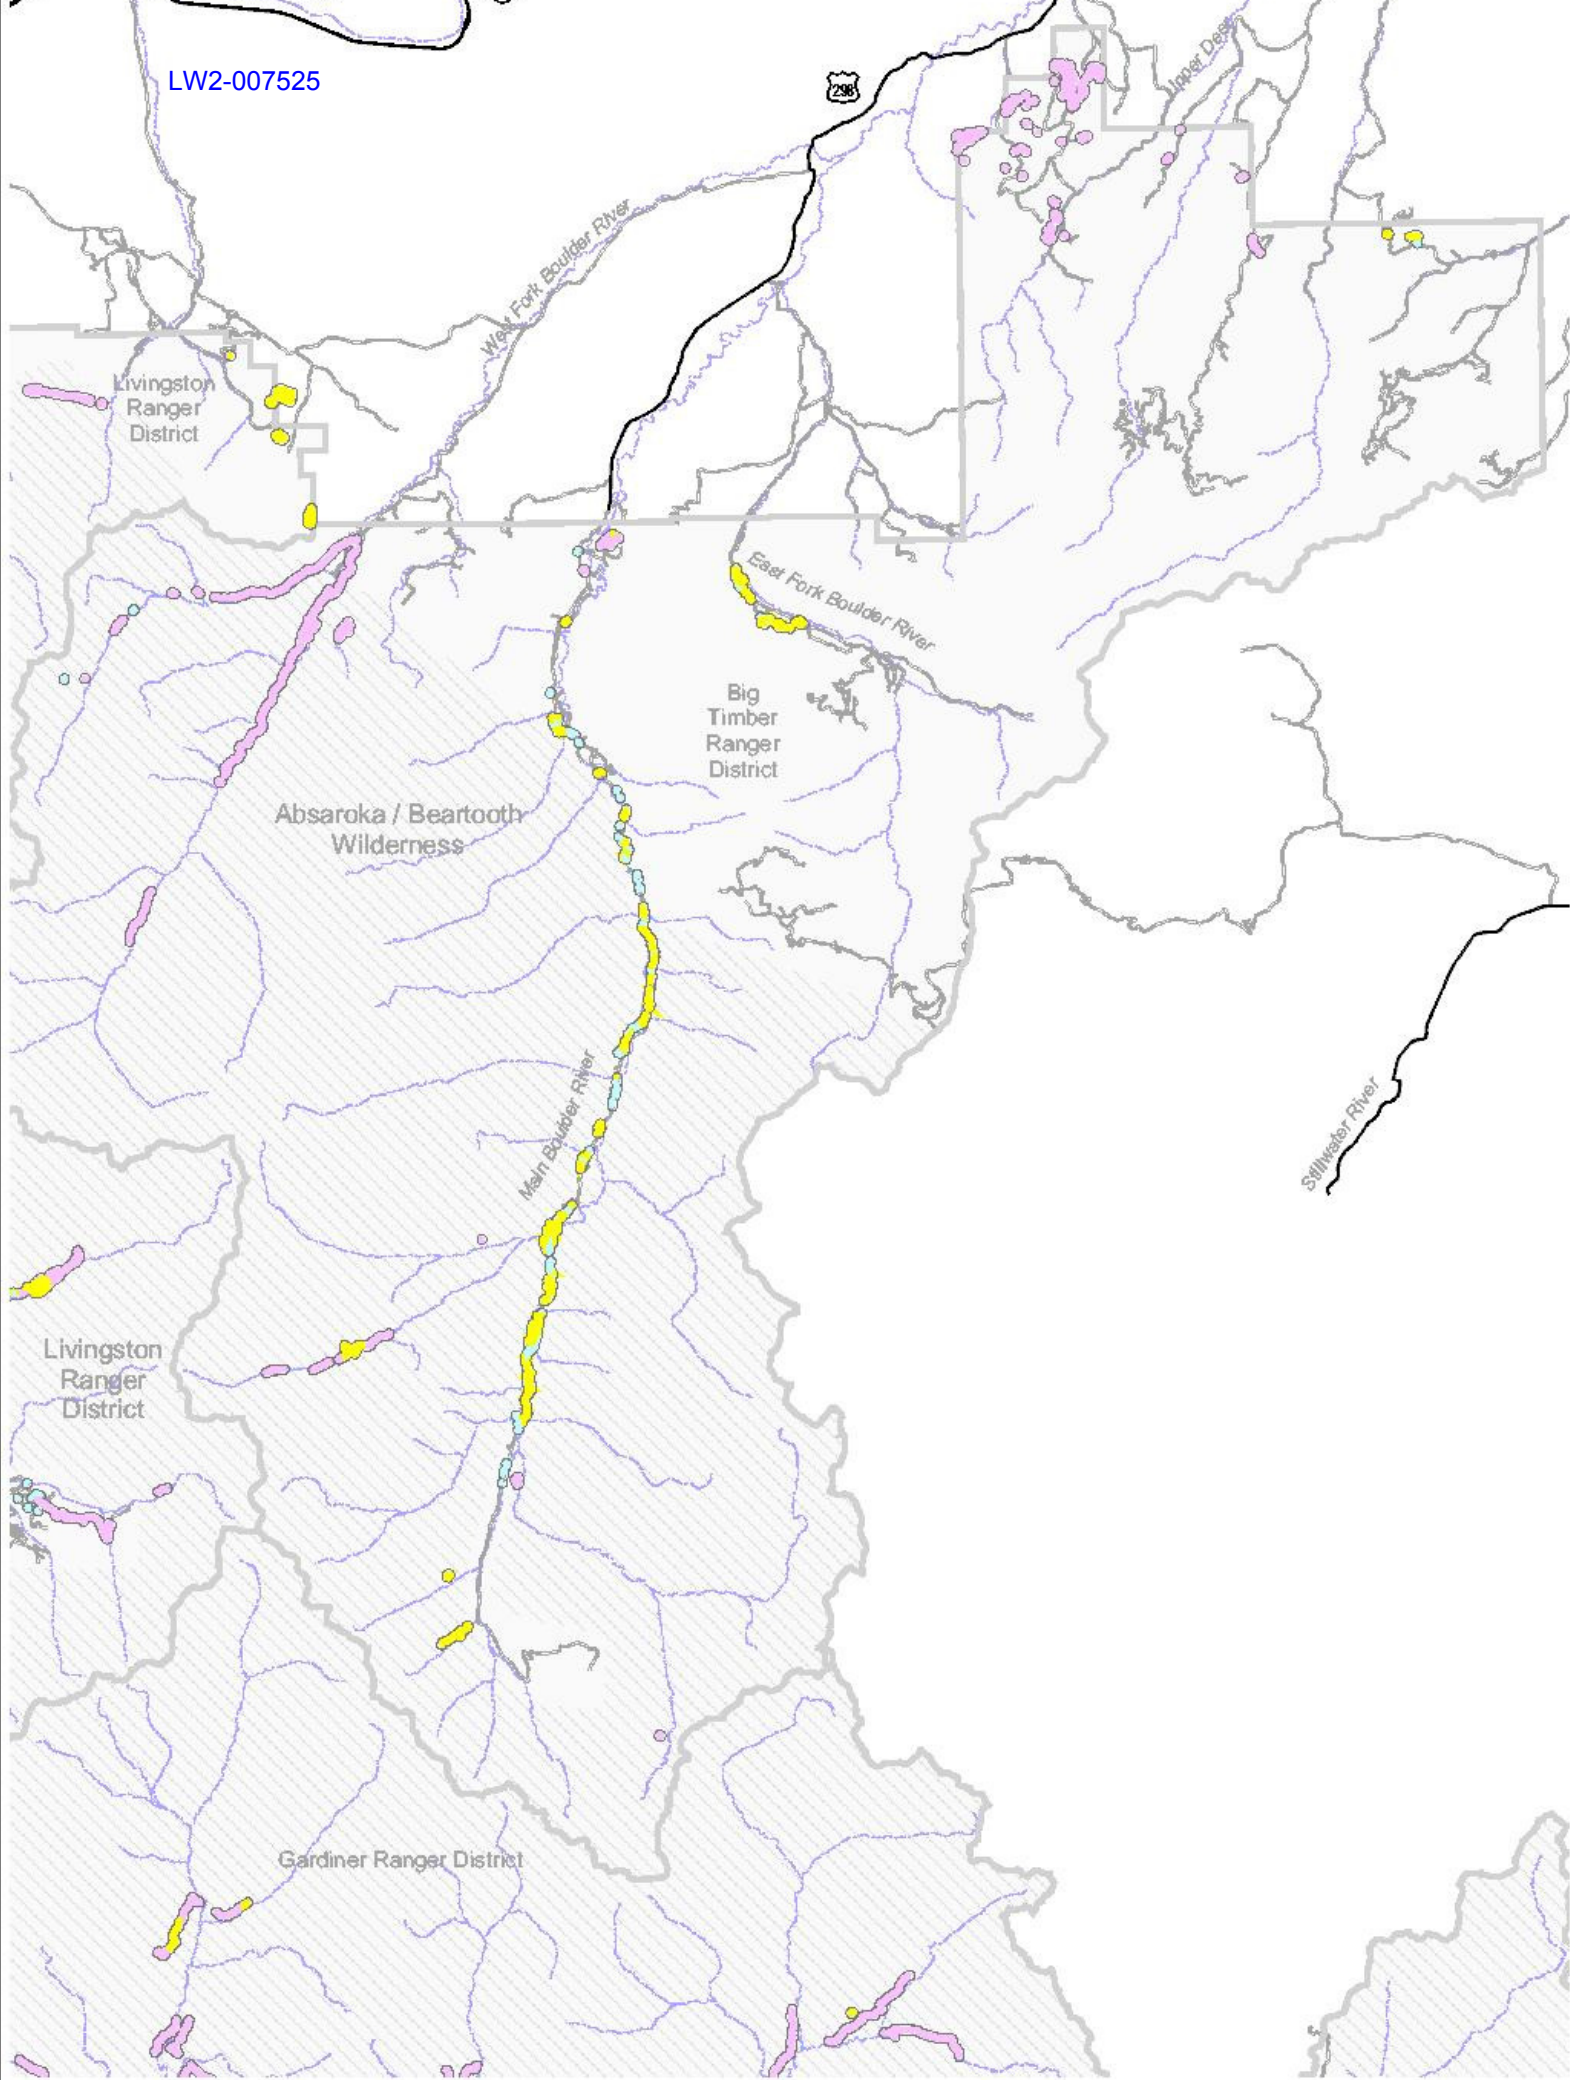 LW2-007525
298
Upper Deer
West Fork Boulder River
Livingston
Ranger
District
East Fork Boulder River
Big
Timber
Ranger
District
Absaroka / Beartooth
Wilderness
Main Boulder River
Stillwater River
Livingston
Ranger
District
Gardiner Ranger District